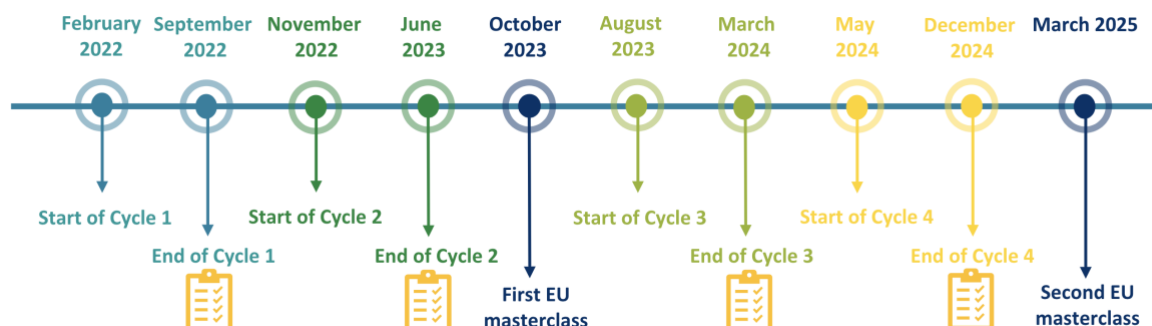 February
2022
September
2022
November
2022
June
2023
October
2023
August
2023
March
2024
May
2024
December
2024
March 2025
Start of Cycle 1
End of Cycle 1
Start of Cycle 2
End of Cycle 2
First EU
masterclass
Start of Cycle 3
End of Cycle 3
Start of Cycle 4
End of Cycle 4
Second EU
masterclass